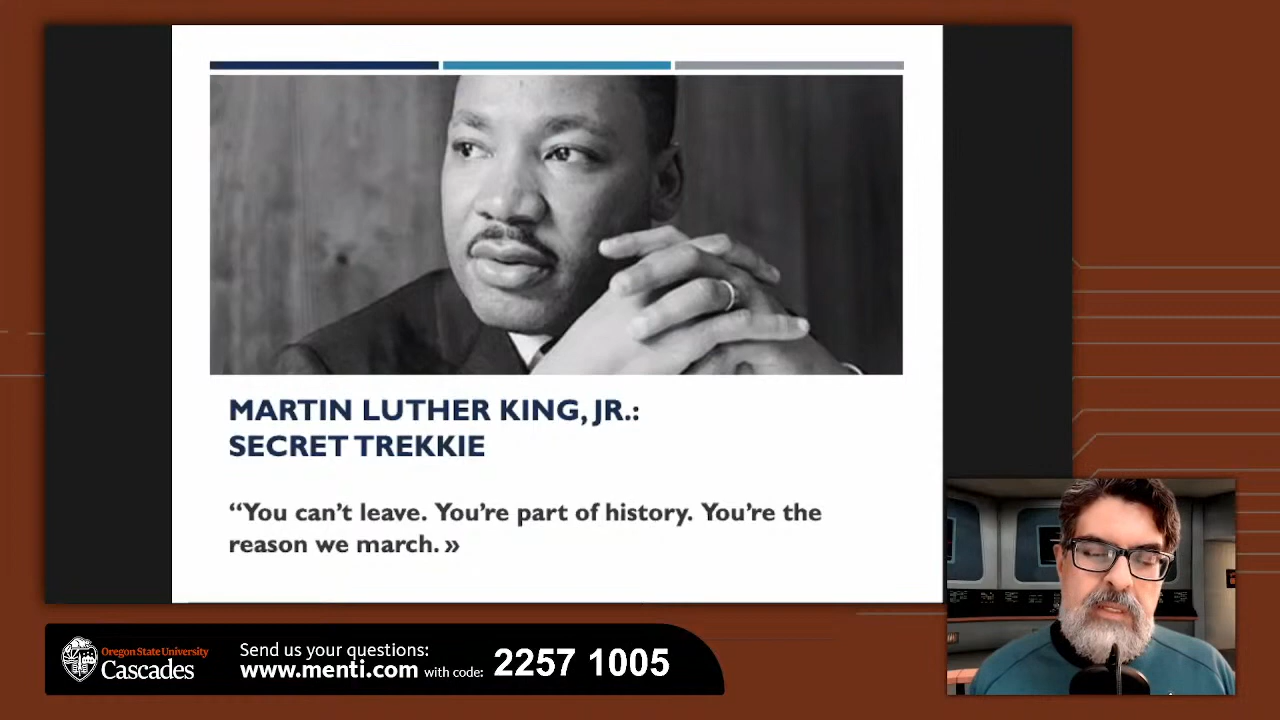 MARTIN LUTHER KING, JR.:
SECRET TREKKIE
“You can’t leave. You’re part of history. You’re the
reason we march. »
Oregon State University
Cascades
Send us your questions:
www.menti.com with code: 2257 1005